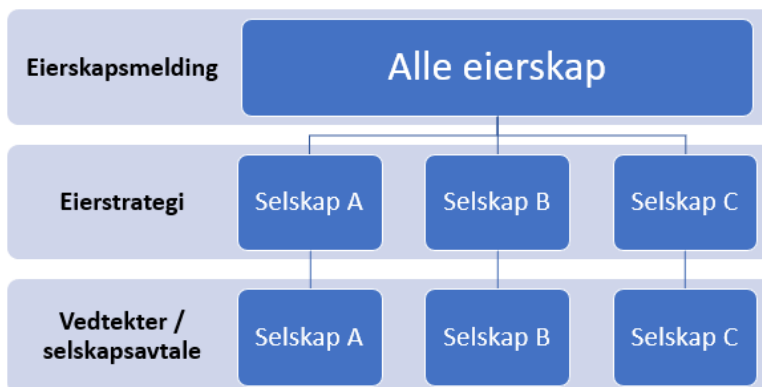 Eierskapsmelding
Alle eierskap
Eierstrategi
Selskap A
Selskap B
Selskap C
Vedtekter /
selskapsavtale
Selskap A
Selskap B
Selskap C